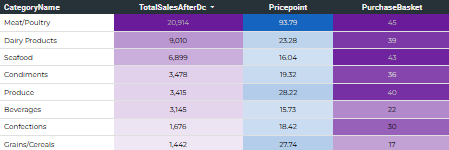 CategoryName TotalSalesAfterDc Pricepoint PurchaseBasket
Meat/Poultry 20,914 93.79 45
Dairy Products 9,010 23.28 39
Seafood 6,899 16.04 43
Condiments 3,478 19.32 36
Produce 3,415 28.22 40
Beverages 3,145 15.73 22
Confections 1,676 18.42 30
Grains/Cereals 1,442 27.74 17